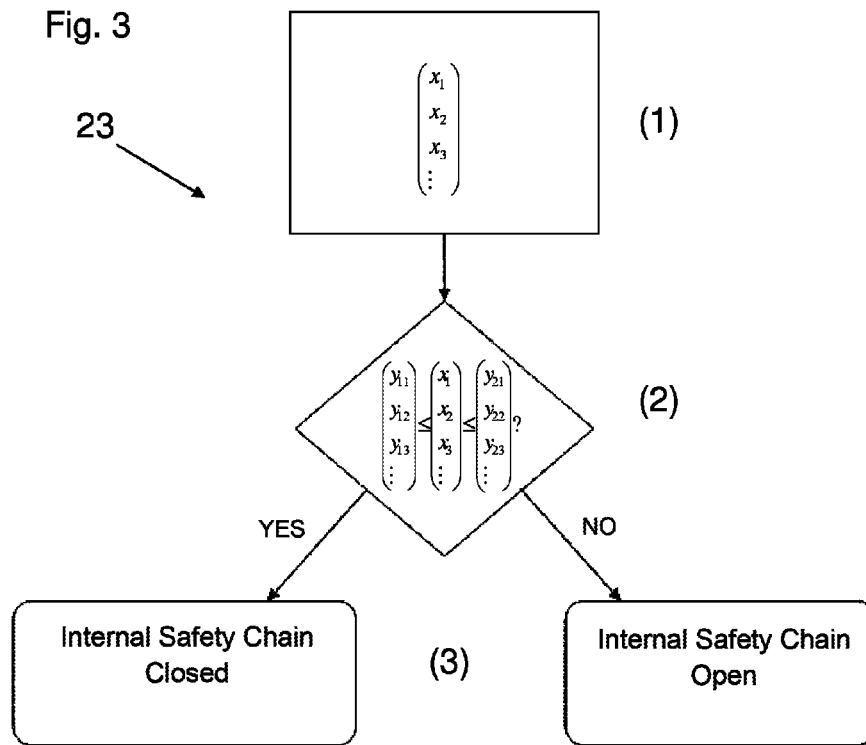 Fig. 3
23
x₁
x₂
x₃
⋮
(1)
y₁₁ x₁ y₂₁
y₁₂ ≤ x₂ ≤ y₂₂ ?
y₁₃ x₃ y₂₃
⋮ ⋮ ⋮
(2)
YES
NO
Internal Safety Chain
Closed
(3)
Internal Safety Chain
Open